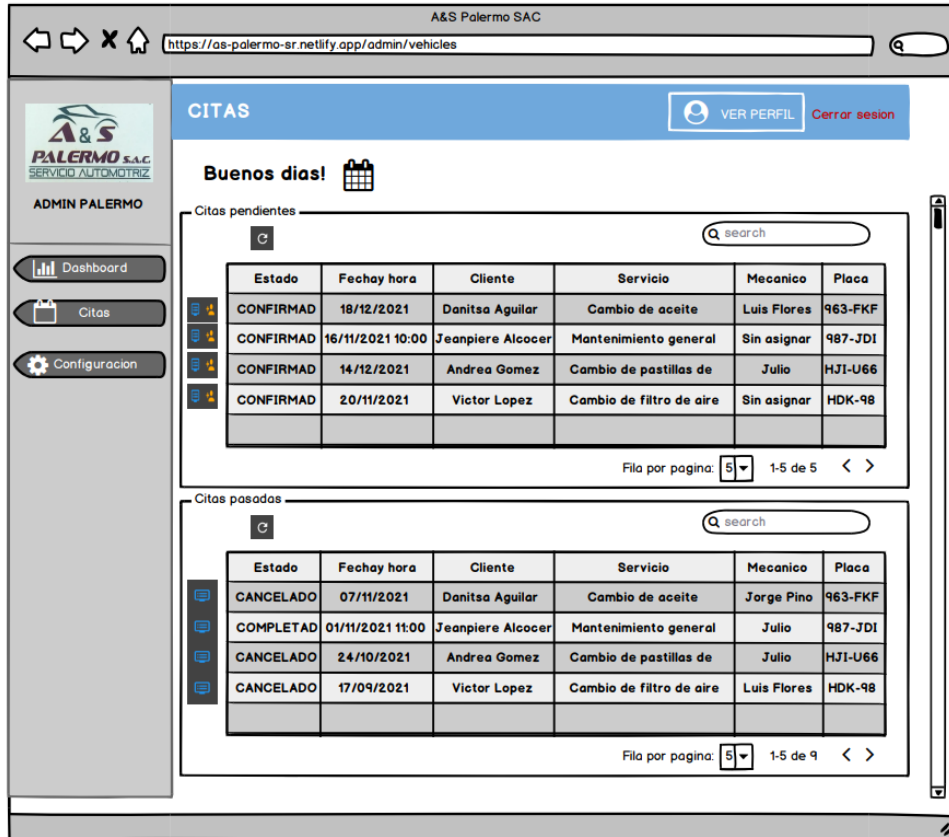 A&S Palermo SAC
https://as-palermo-sr.netlify.app/admin/vehicles
A&S
PALERMO S.A.C.
SERVICIO AUTOMOTRIZ
ADMIN PALERMO
Dashboard
Citas
Configuracion
CITAS
VER PERFIL
Cerrar sesion
Buenos dias!
Citas pendientes
search
Estado Fechay hora Cliente Servicio Mecanico Placa
CONFIRMAD 18/12/2021 Danitsa Aguilar Cambio de aceite Luis Flores 963-FKF
CONFIRMAD 16/11/2021 10:00 Jeanpiere Alcocer Mantenimiento general Sin asignar 987-JDI
CONFIRMAD 14/12/2021 Andrea Gomez Cambio de pastillas de Julio HJI-U66
CONFIRMAD 20/11/2021 Victor Lopez Cambio de filtro de aire Sin asignar HDK-98
Fila por pagina: 5 1-5 de 5
Citas pasadas
search
Estado Fechay hora Cliente Servicio Mecanico Placa
CANCELADO 07/11/2021 Danitsa Aguilar Cambio de aceite Jorge Pino 963-FKF
COMPLETAD 01/11/2021 11:00 Jeanpiere Alcocer Mantenimiento general Julio 987-JDI
CANCELADO 24/10/2021 Andrea Gomez Cambio de pastillas de Julio HJI-U66
CANCELADO 17/09/2021 Victor Lopez Cambio de filtro de aire Luis Flores HDK-98
Fila por pagina: 5 1-5 de 9